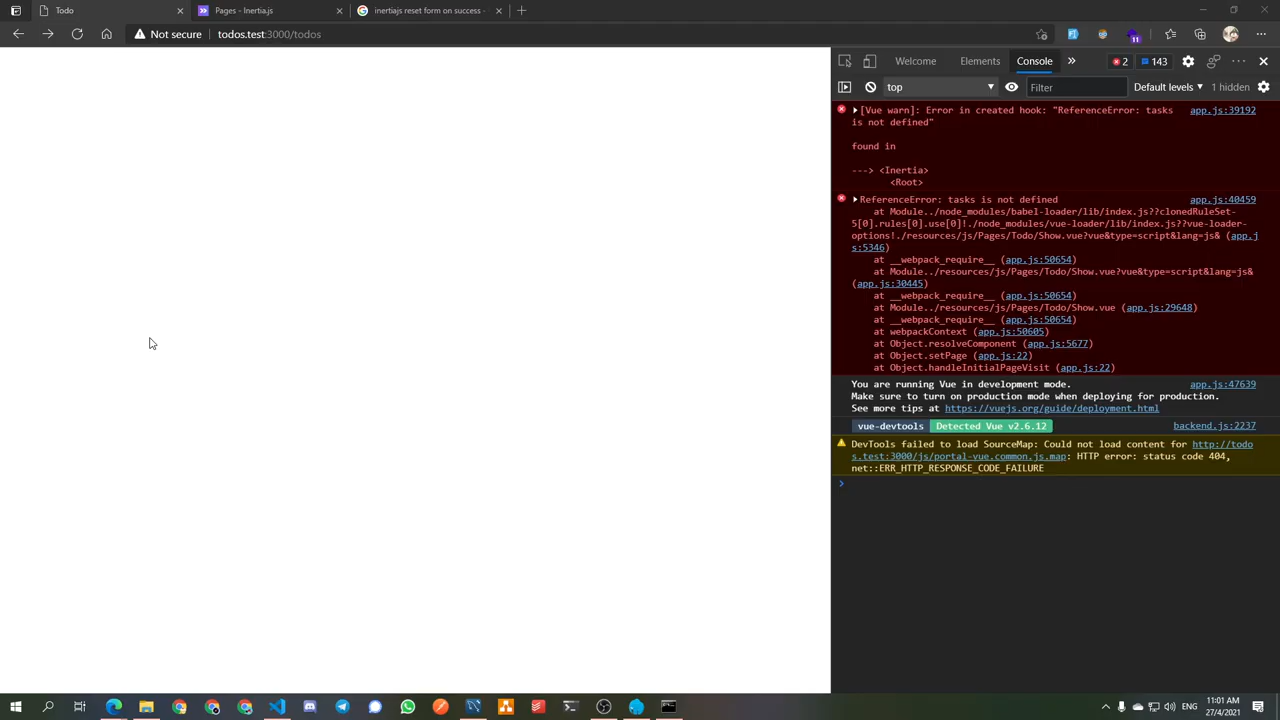 Todo
Pages - Inertia.js
inertiajs reset form on success -
Not secure
todos.test:3000/todos
11
Welcome
Elements
Console
2
143
top
Filter
Default levels
1 hidden
[Vue warn]: Error in created hook: "ReferenceError: tasks
app.js:39192
is not defined"
found in
---> <Inertia>
<Root>
ReferenceError: tasks is not defined
app.js:40459
at Module../node_modules/babel-loader/lib/index.js??clonedRuleSet-
5[0].rules[0].use[0]!./node_modules/vue-loader/lib/index.js??vue-loader-
options!./resources/js/Pages/Todo/Show.vue?vue&type=script&lang=js& (app.j
s:5346)
at __webpack_require__ (app.js:50654)
at Module../resources/js/Pages/Todo/Show.vue?vue&type=script&lang=js&
(app.js:30445)
at __webpack_require__ (app.js:50654)
at Module../resources/js/Pages/Todo/Show.vue (app.js:29648)
at __webpack_require__ (app.js:50654)
at webpackContext (app.js:50605)
at Object.resolveComponent (app.js:5677)
at Object.setPage (app.js:22)
at Object.handleInitialPageVisit (app.js:22)
You are running Vue in development mode.
app.js:47639
Make sure to turn on production mode when deploying for production.
See more tips at https://vuejs.org/guide/deployment.html
vue-devtools Detected Vue v2.6.12
backend.js:2237
DevTools failed to load SourceMap: Could not load content for http://todo
s.test:3000/js/portal-vue.common.js.map: HTTP error: status code 404,
net::ERR_HTTP_RESPONSE_CODE_FAILURE
ENG
11:01 AM
27/4/2021